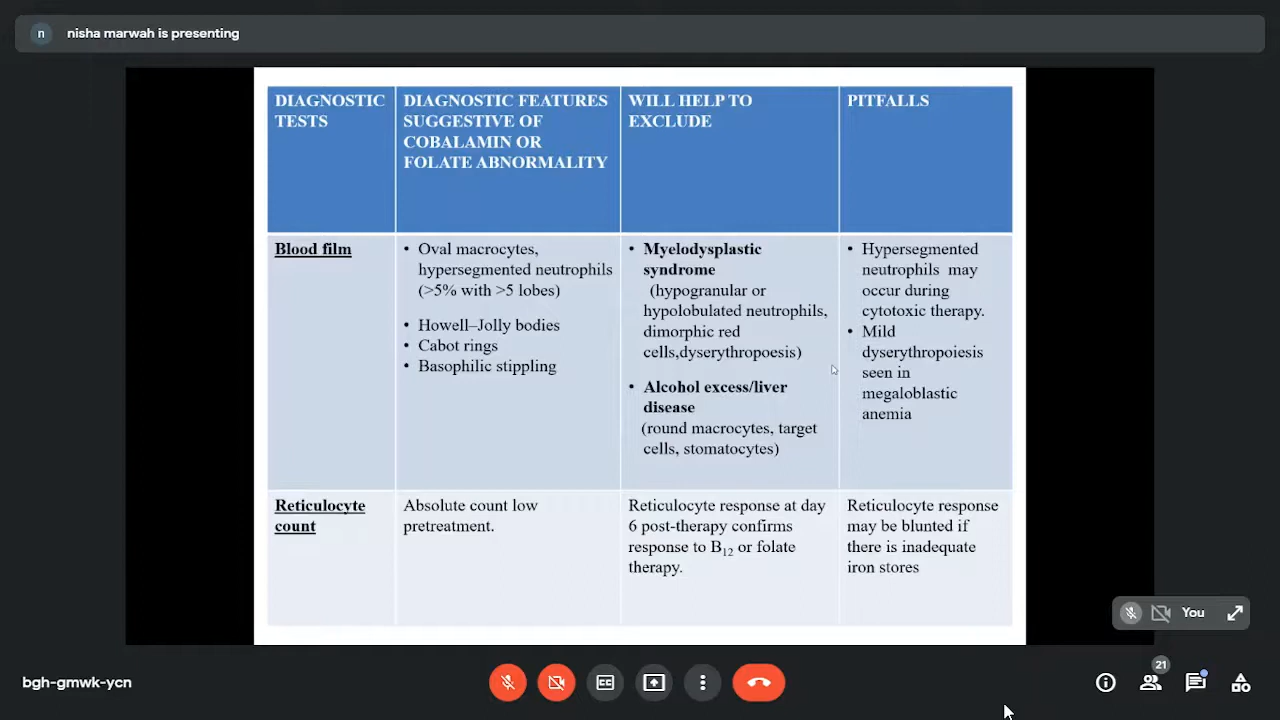 n nisha marwah is presenting
DIAGNOSTIC
TESTS
DIAGNOSTIC FEATURES
SUGGESTIVE OF
COBALAMIN OR
FOLATE ABNORMALITY
WILL HELP TO
EXCLUDE
PITFALLS
Blood film
• Oval macrocytes,
hypersegmented neutrophils
(>5% with >5 lobes)
• Howell–Jolly bodies
• Cabot rings
• Basophilic stippling
• Myelodysplastic
syndrome
(hypogranular or
hypolobulated neutrophils,
dimorphic red
cells,dyserythropoesis)
• Alcohol excess/liver
disease
(round macrocytes, target
cells, stomatocytes)
• Hypersegmented
neutrophils may
occur during
cytotoxic therapy.
• Mild
dyserythropoiesis
seen in
megaloblastic
anemia
Reticulocyte
count
Absolute count low
pretreatment.
Reticulocyte response at day
6 post-therapy confirms
response to B₁₂ or folate
therapy.
Reticulocyte response
may be blunted if
there is inadequate
iron stores
You
bgh-gmwk-ycn
CC
21